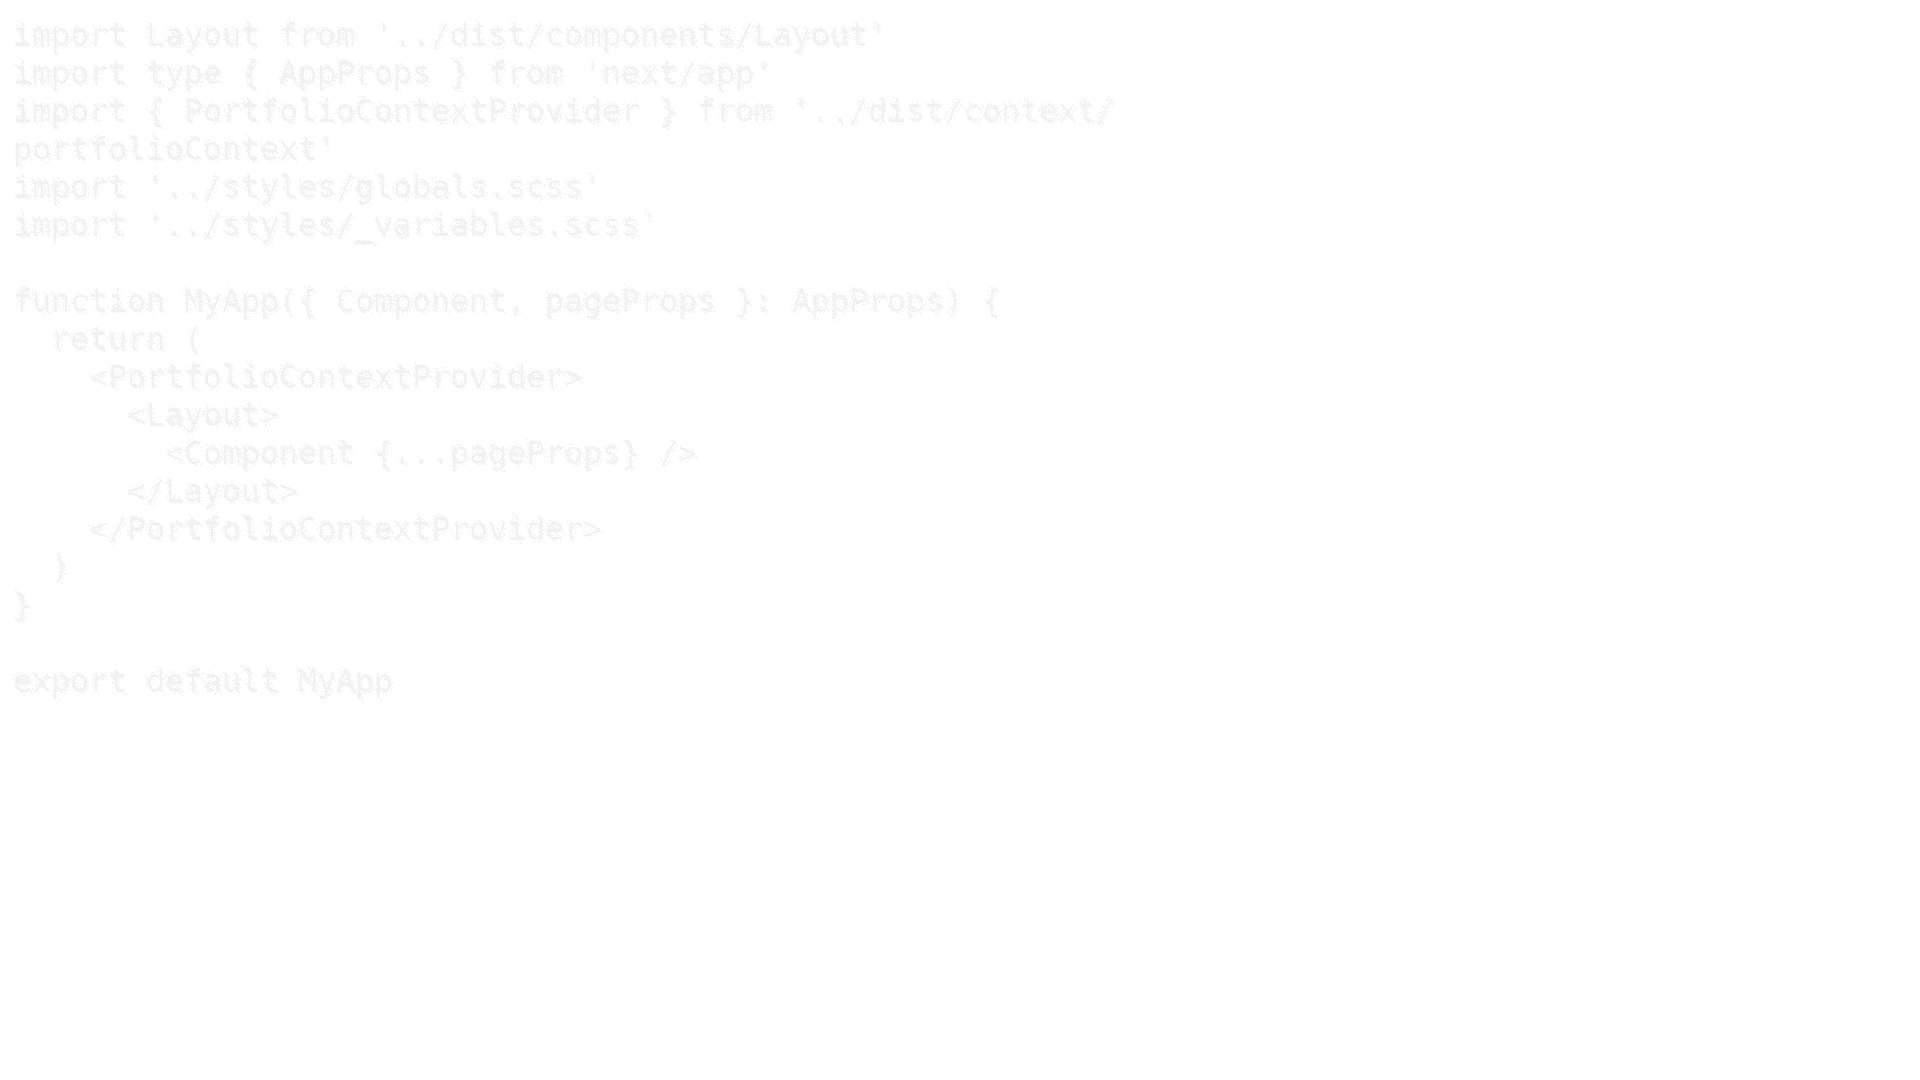 import Layout from '../dist/components/Layout'
import type { AppProps } from 'next/app'
import { PortfolioContextProvider } from '../dist/context/
portfolioContext'
import '../styles/globals.scss'
import '../styles/_variables.scss'

function MyApp({ Component, pageProps }: AppProps) {
  return (
    <PortfolioContextProvider>
      <Layout>
        <Component {...pageProps} />
      </Layout>
    </PortfolioContextProvider>
  )
}

export default MyApp